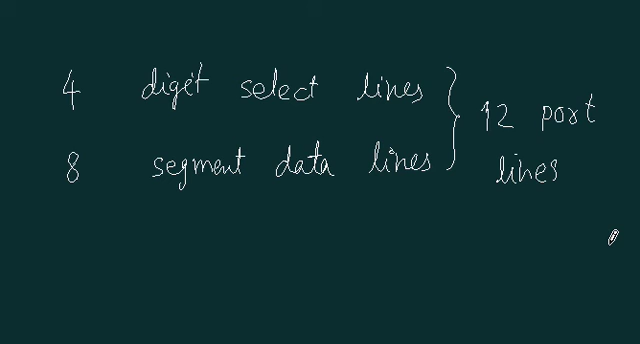 4 digit select lines } 12 port
8 segment data lines lines